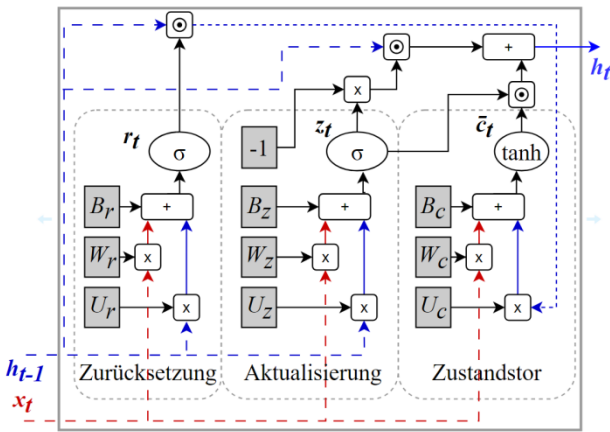 h_t
r_t
z_t
c̄_t
-1
x
σ
σ
tanh
B_r
+
B_z
+
B_c
+
W_r
x
W_z
x
W_c
x
U_r
x
U_z
x
U_c
x
h_{t-1}
Zurücksetzung
Aktualisierung
Zustandstor
x_t
+